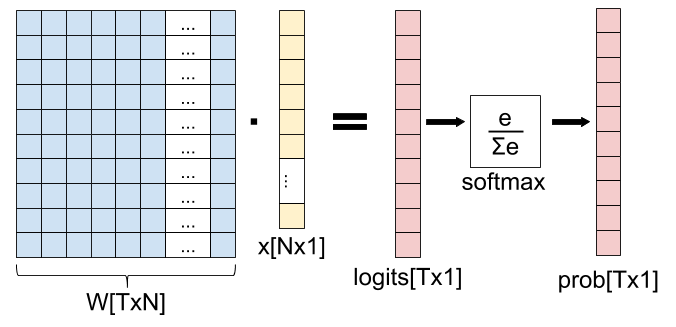 ...
...
...
...
...
...
...
...
...
...
·
...
=
e
Σe
softmax
W[TxN]
x[Nx1]
logits[Tx1]
prob[Tx1]